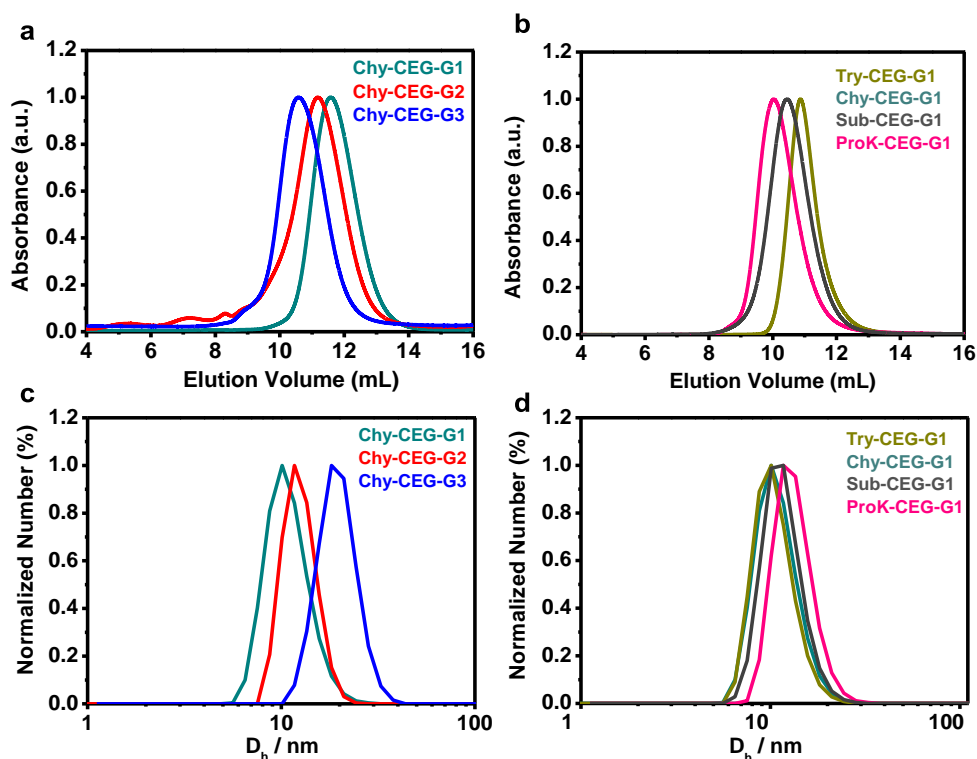 a
1.2
1.0
0.8
0.6
0.4
0.2
0.0
Absorbance (a.u.)
Chy-CEG-G1
Chy-CEG-G2
Chy-CEG-G3
4 6 8 10 12 14 16
Elution Volume (mL)
b
1.2
1.0
0.8
0.6
0.4
0.2
0.0
Absorbance (a.u.)
Try-CEG-G1
Chy-CEG-G1
Sub-CEG-G1
ProK-CEG-G1
4 6 8 10 12 14 16
Elution Volume (mL)
c
1.2
1.0
0.8
0.6
0.4
0.2
0.0
Normalized Number (%)
Chy-CEG-G1
Chy-CEG-G2
Chy-CEG-G3
1 10 100
D_h / nm
d
1.2
1.0
0.8
0.6
0.4
0.2
0.0
Normalized Number (%)
Try-CEG-G1
Chy-CEG-G1
Sub-CEG-G1
ProK-CEG-G1
1 10 100
D_h / nm